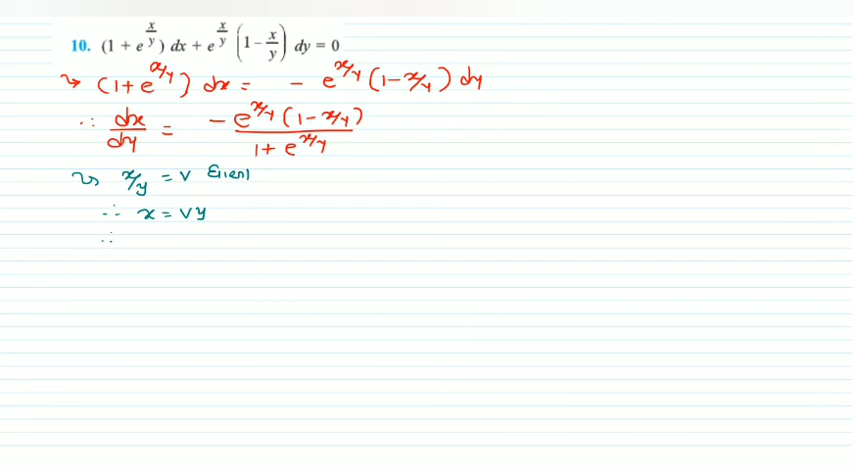 10. (1 + e^{x/y}) dx + e^{x/y} (1 − x/y) dy = 0
(1 + e^{x/y}) dx = − e^{x/y} (1 − x/y) dy
∴ dx/dy = − e^{x/y} (1 − x/y) / 1 + e^{x/y}
x/y = v
∴ x = vy
∴